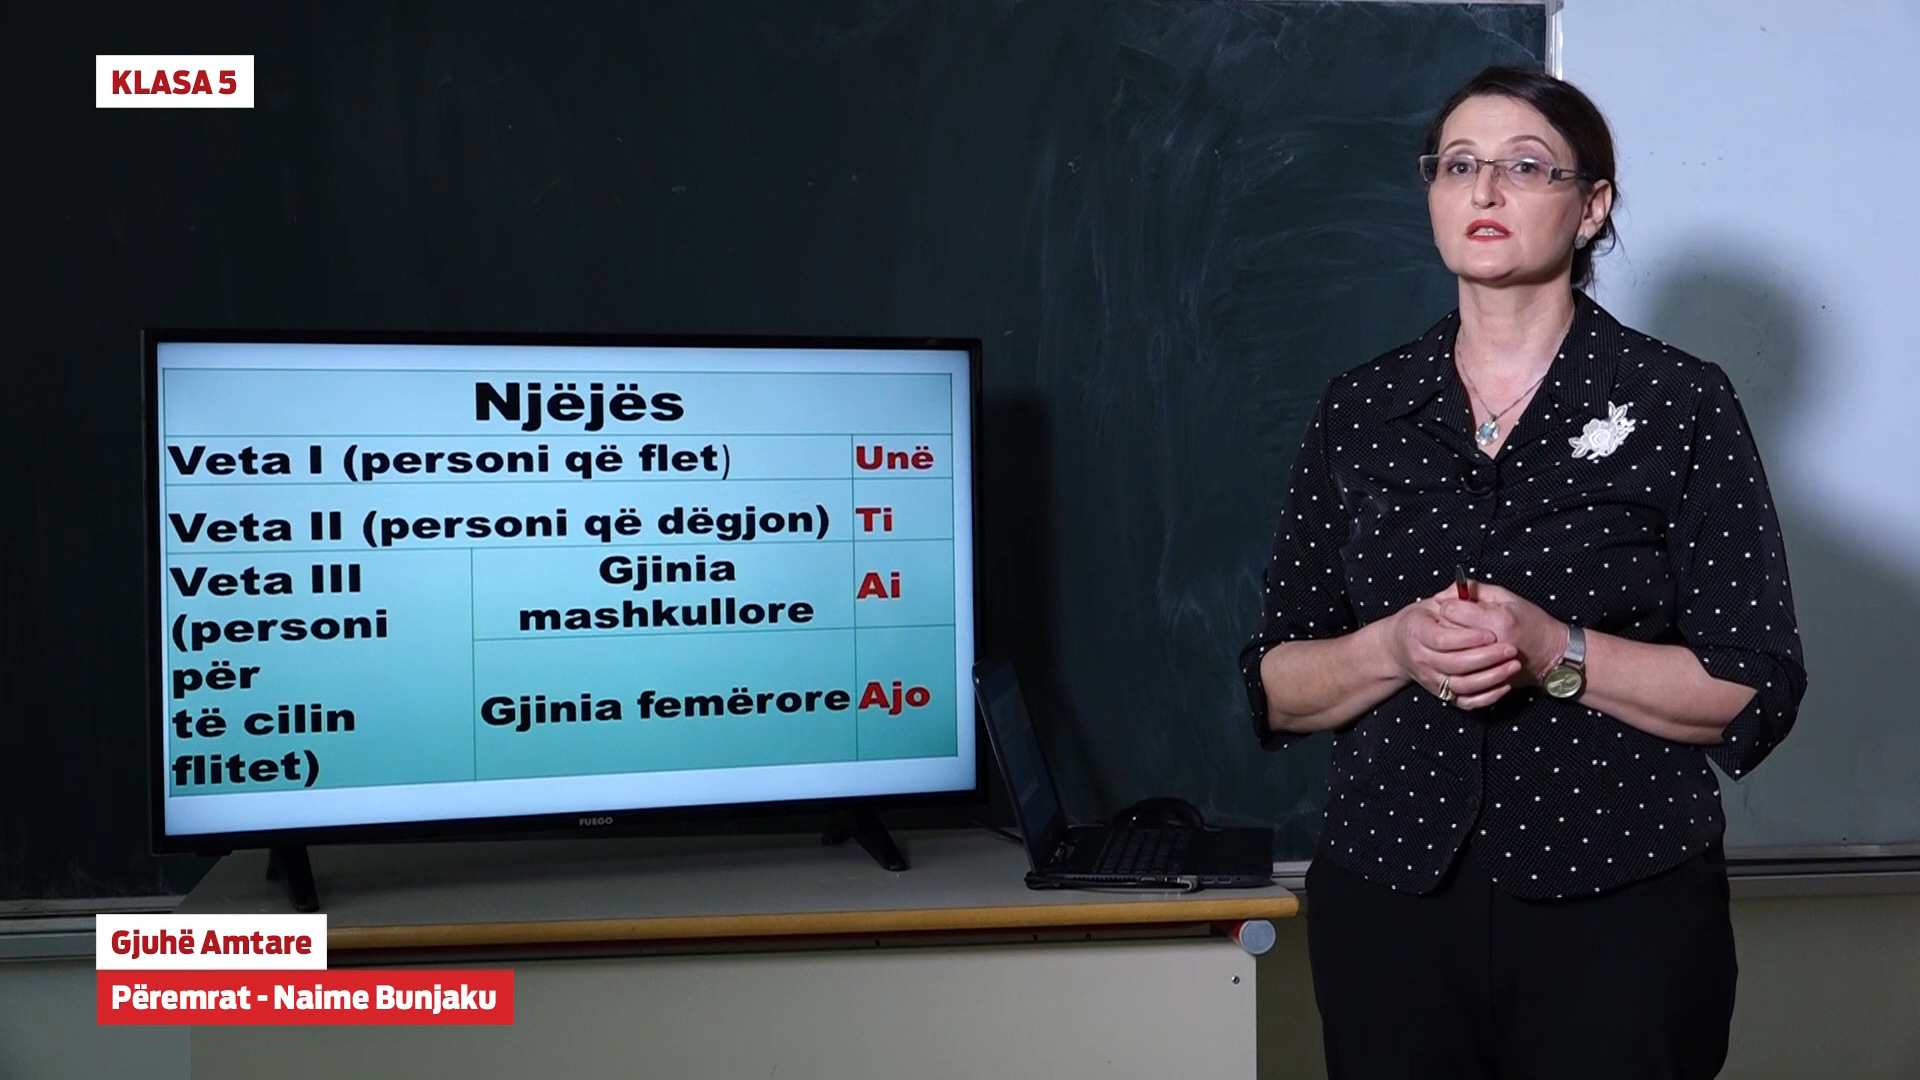 KLASA 5
Njëjës
Veta I (personi që flet)
Unë
Veta II (personi që dëgjon)
Ti
Veta III
(personi
për
të cilin
flitet)
Gjinia
mashkullore
Ai
Gjinia femërore
Ajo
FUEGO
Gjuhë Amtare
Përemrat - Naime Bunjaku